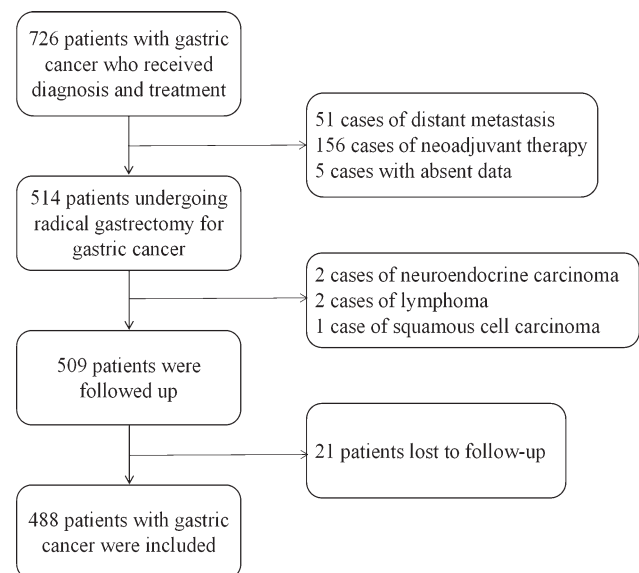 726 patients with gastric
cancer who received
diagnosis and treatment
51 cases of distant metastasis
156 cases of neoadjuvant therapy
5 cases with absent data
514 patients undergoing
radical gastrectomy for
gastric cancer
2 cases of neuroendocrine carcinoma
2 cases of lymphoma
1 case of squamous cell carcinoma
509 patients were
followed up
21 patients lost to follow-up
488 patients with gastric
cancer were included